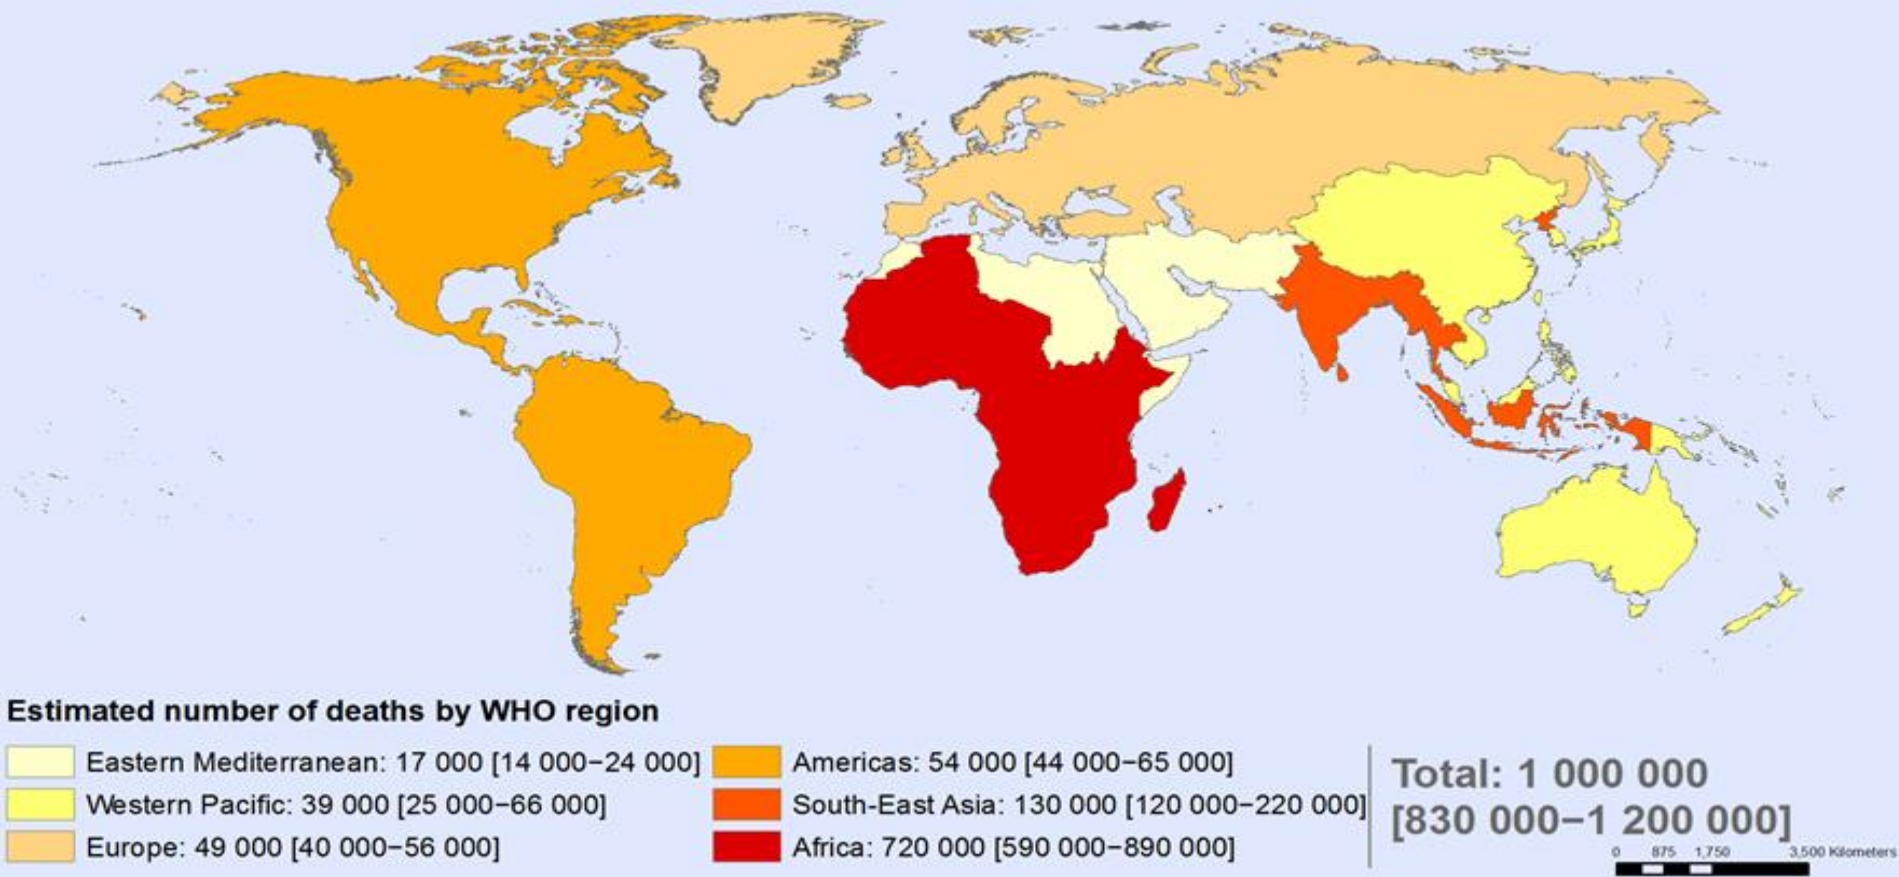 Estimated number of deaths by WHO region
Eastern Mediterranean: 17 000 [14 000–24 000]
Western Pacific: 39 000 [25 000–66 000]
Europe: 49 000 [40 000–56 000]
Americas: 54 000 [44 000–65 000]
South-East Asia: 130 000 [120 000–220 000]
Africa: 720 000 [590 000–890 000]
Total: 1 000 000
[830 000–1 200 000]
0 875 1,750 3,500 Kilometers